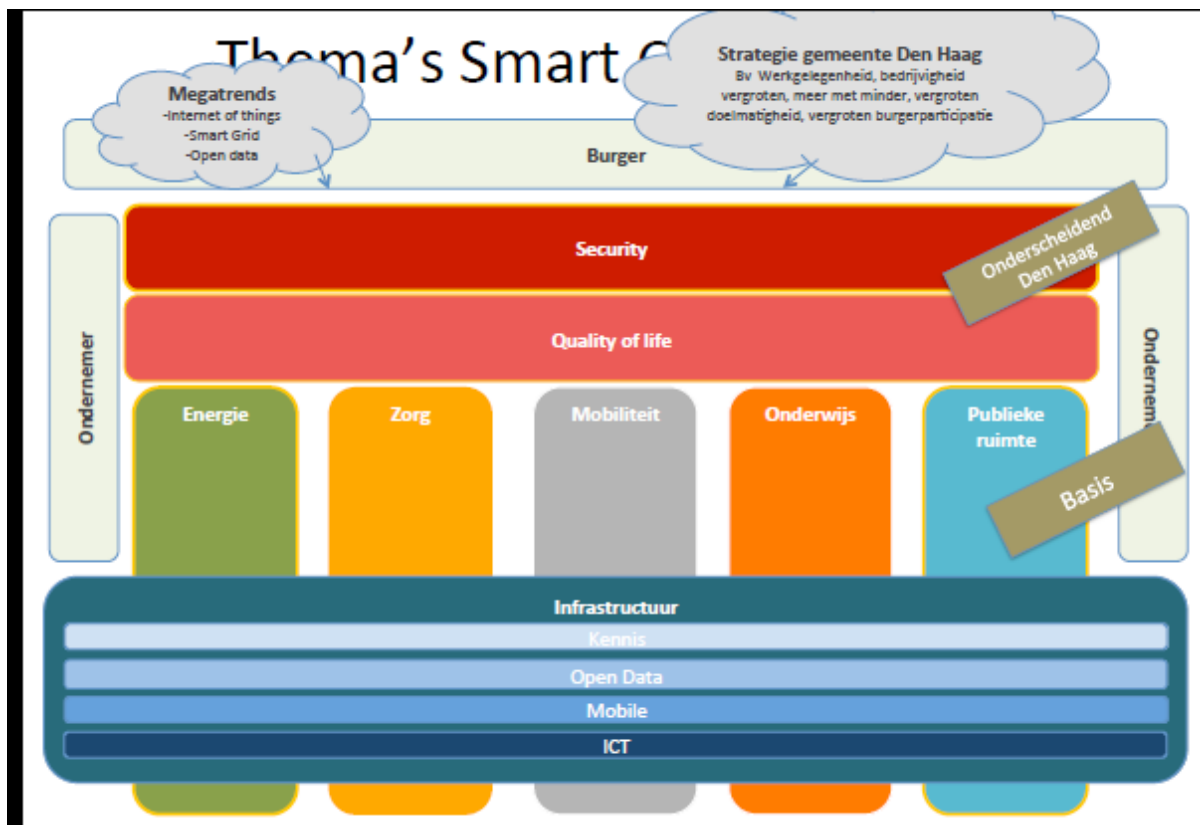 Thema's Smart
Megatrends
-Internet of things
-Smart Grid
-Open data
Strategie gemeente Den Haag
Bv Werkgelegenheid, bedrijvigheid
vergroten, meer met minder, vergroten
doelmatigheid, vergroten burgerparticipatie
Burger
Ondernemer
Security
Onderscheidend
Den Haag
Quality of life
Energie
Zorg
Mobiliteit
Onderwijs
Publieke
ruimte
Basis
Infrastructuur
Kennis
Open Data
Mobile
ICT